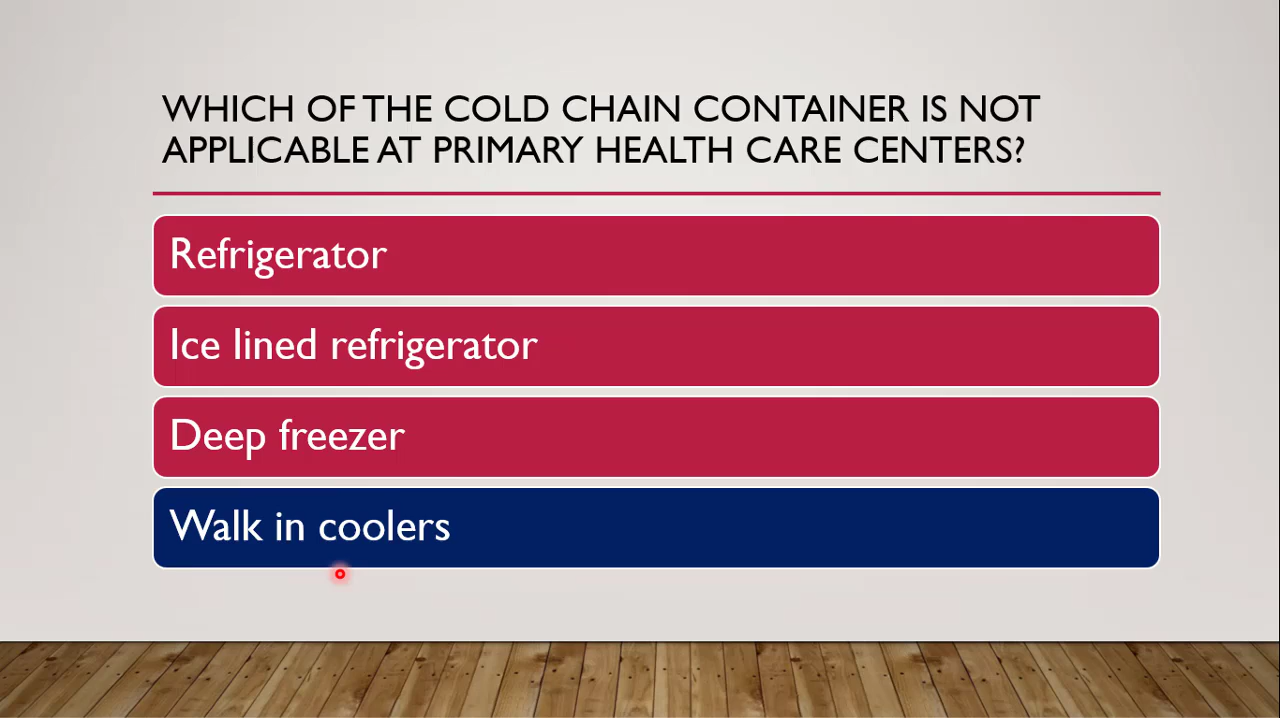 WHICH OF THE COLD CHAIN CONTAINER IS NOT
APPLICABLE AT PRIMARY HEALTH CARE CENTERS?
Refrigerator
Ice lined refrigerator
Deep freezer
Walk in coolers